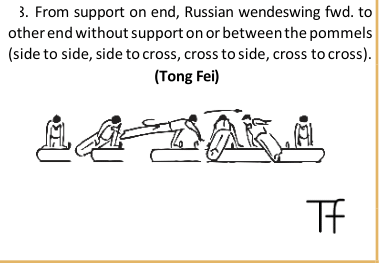 3. From support on end, Russian wendeswing fwd. to
other end without support on or between the pommels
(side to side, side to cross, cross to side, cross to cross).
(Tong Fei)
TF